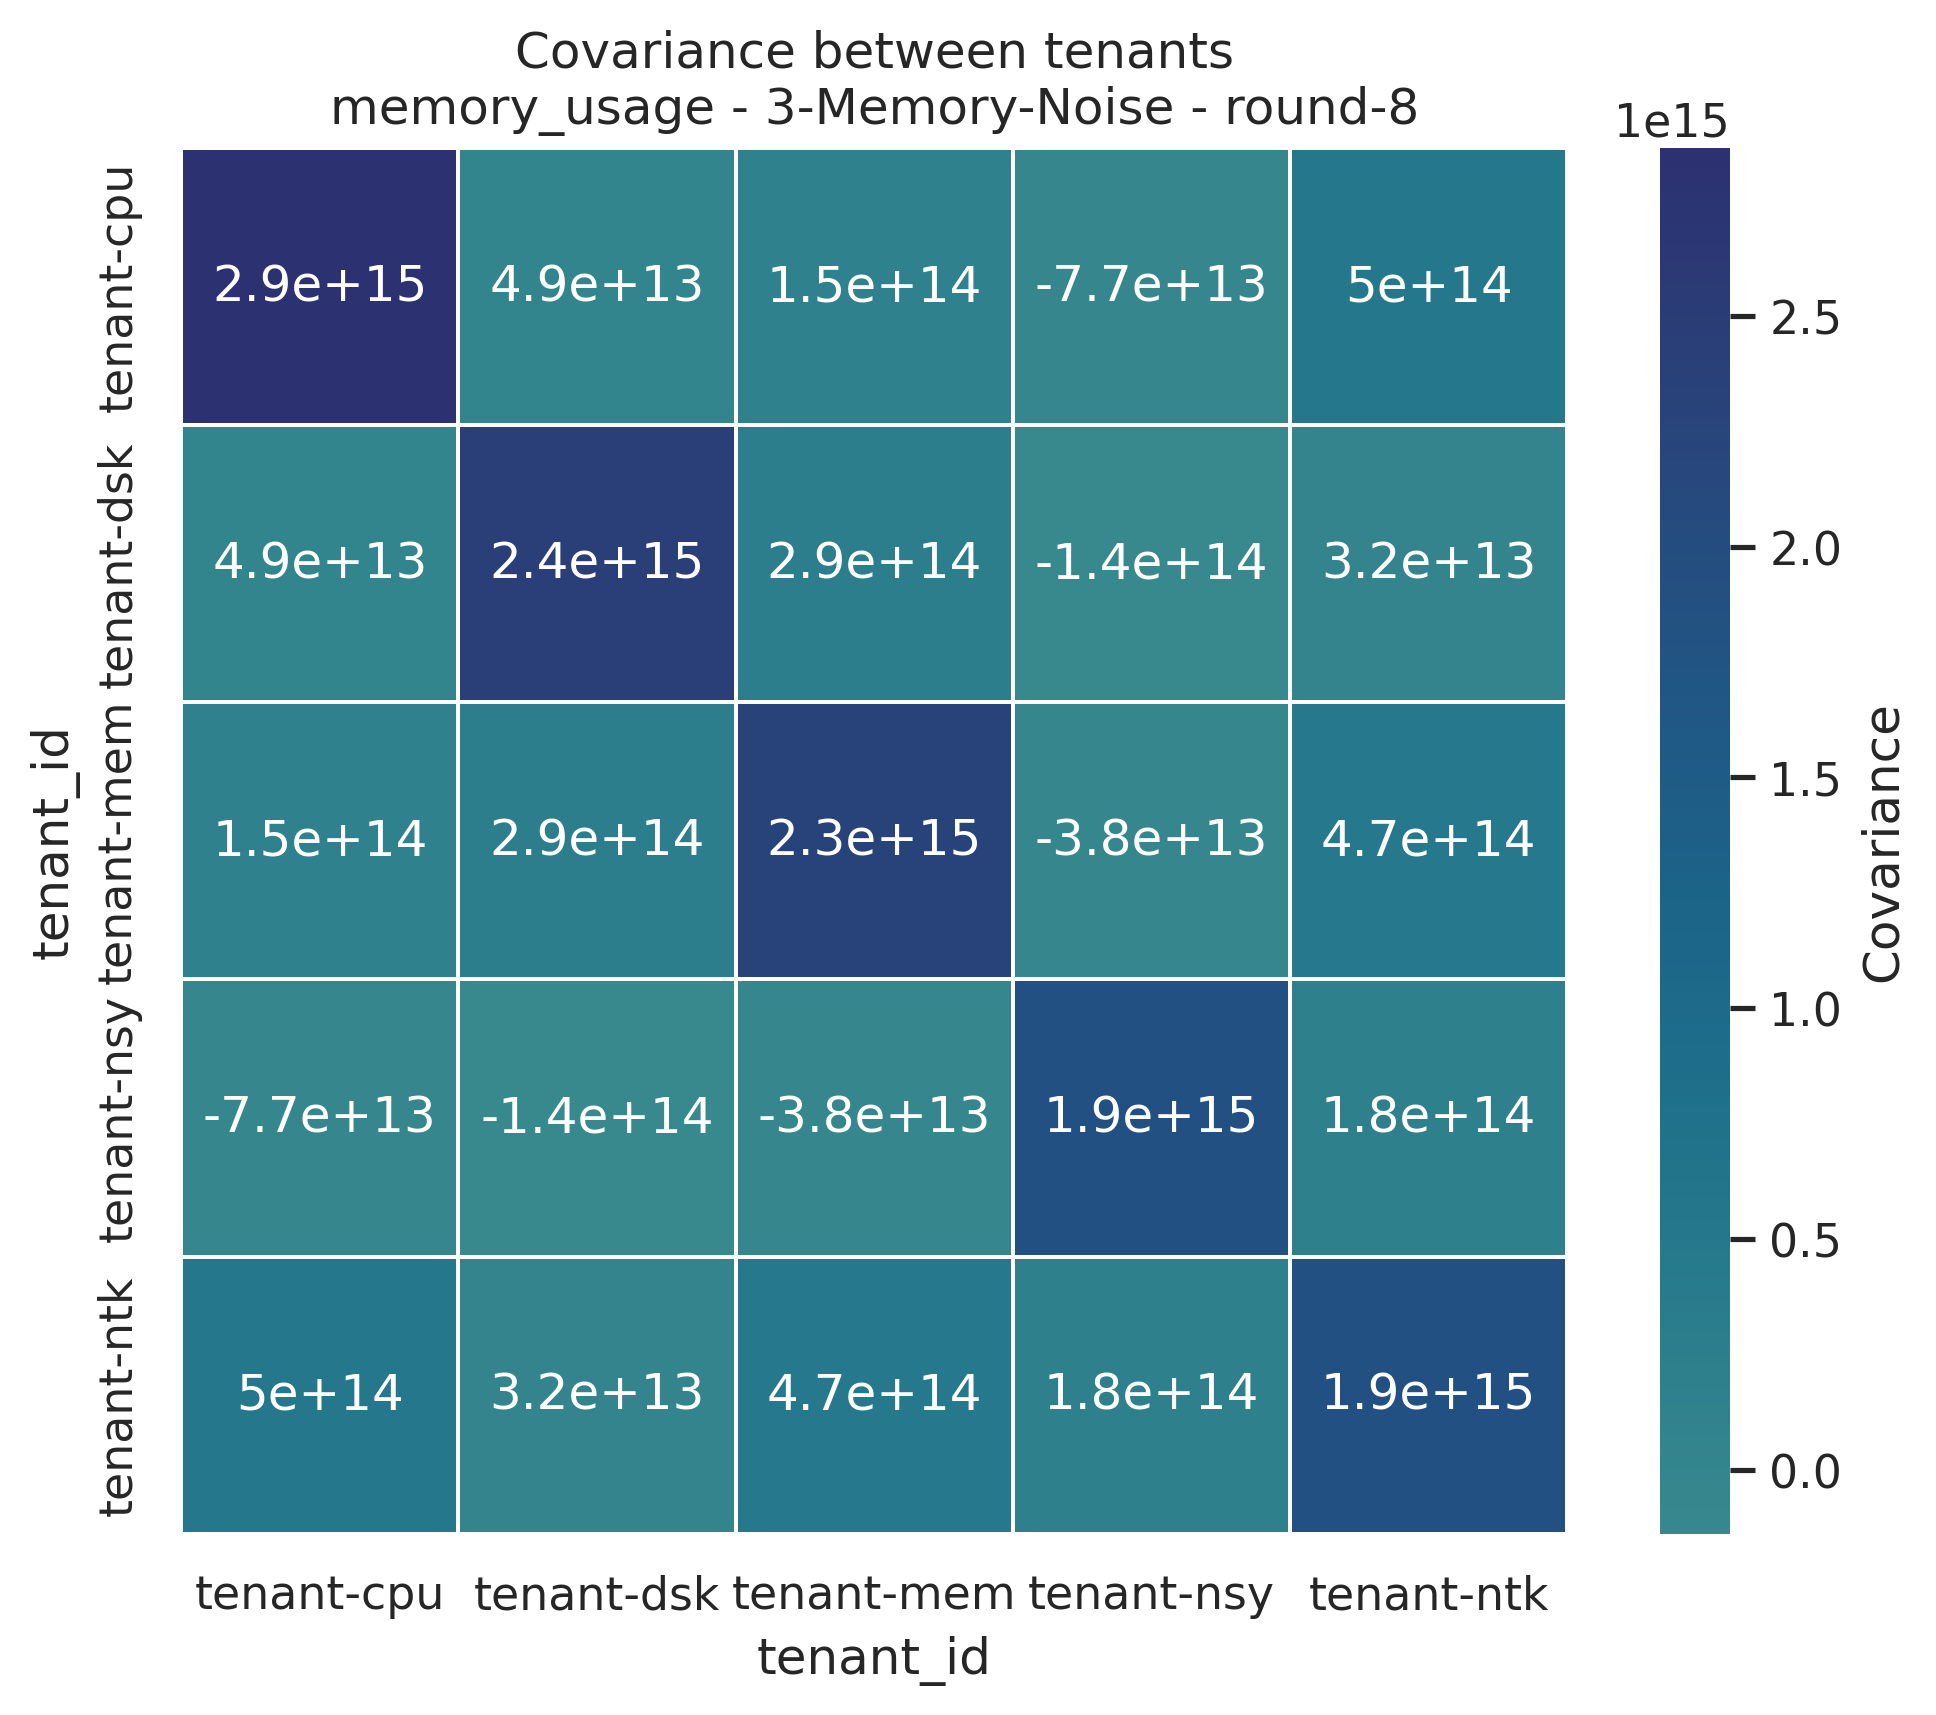 Covariance between tenants
memory_usage - 3-Memory-Noise - round-8
1e15
tenant-cpu 2.9e+15 4.9e+13 1.5e+14 -7.7e+13 5e+14
tenant-dsk 4.9e+13 2.4e+15 2.9e+14 -1.4e+14 3.2e+13
tenant-mem 1.5e+14 2.9e+14 2.3e+15 -3.8e+13 4.7e+14
tenant-nsy -7.7e+13 -1.4e+14 -3.8e+13 1.9e+15 1.8e+14
tenant-ntk 5e+14 3.2e+13 4.7e+14 1.8e+14 1.9e+15
tenant_id
tenant-cpu tenant-dsk tenant-mem tenant-nsy tenant-ntk
tenant_id
2.5
2.0
1.5
1.0
0.5
0.0
Covariance